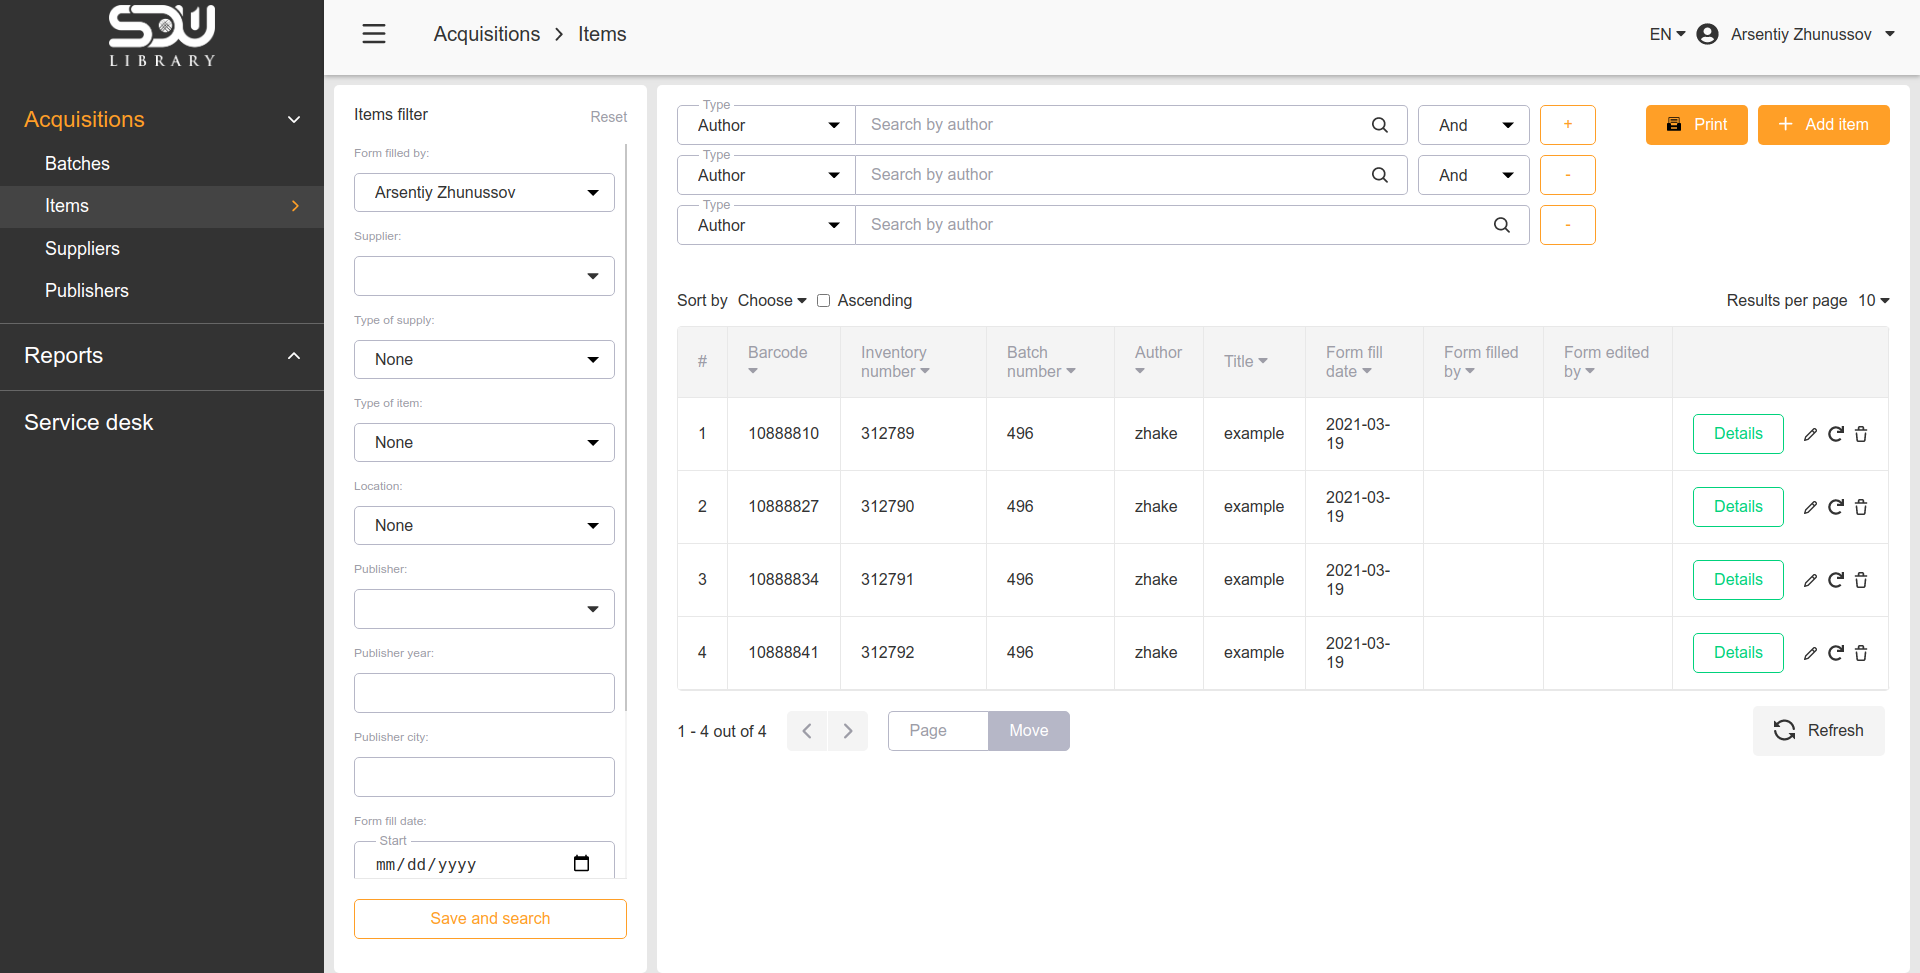 SDU
LIBRARY
Acquisitions
Batches
Items
Suppliers
Publishers
Reports
Service desk
Acquisitions > Items
EN
Arsentiy Zhunussov
Items filter
Reset
Form filled by:
Arsentiy Zhunussov
Supplier:
Type of supply:
None
Type of item:
None
Location:
None
Publisher:
Publisher year:
Publisher city:
Form fill date:
Start
mm/dd/yyyy
Save and search
Type
Author Search by author And +
Type
Author Search by author And -
Type
Author Search by author -
Print
+ Add item
Sort by Choose Ascending
Results per page 10
# Barcode Inventory number Batch number Author Title Form fill date Form filled by Form edited by
1 10888810 312789 496 zhake example 2021-03-19 Details
2 10888827 312790 496 zhake example 2021-03-19 Details
3 10888834 312791 496 zhake example 2021-03-19 Details
4 10888841 312792 496 zhake example 2021-03-19 Details
1 - 4 out of 4
Page
Move
Refresh